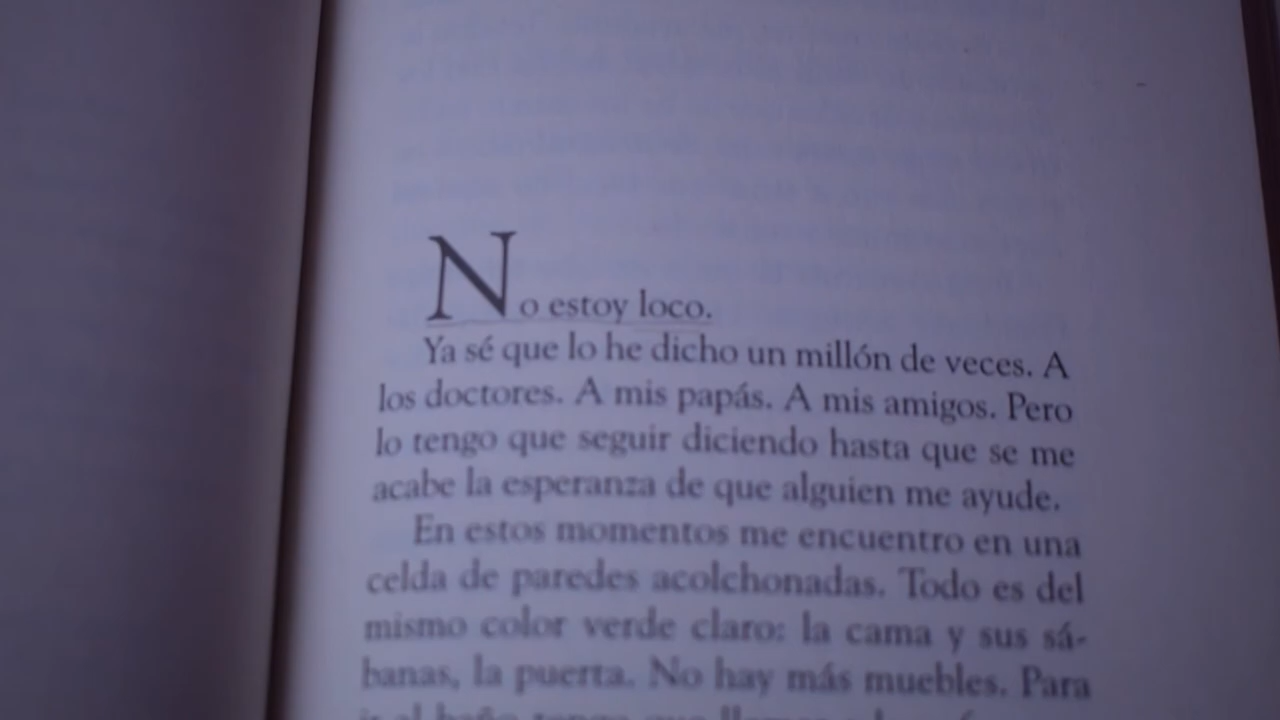 No estoy loco.
Ya sé que lo he dicho un millón de veces. A
los doctores. A mis papás. A mis amigos. Pero
lo tengo que seguir diciendo hasta que se me
acabe la esperanza de que alguien me ayude.
En estos momentos me encuentro en una
celda de paredes acolchonadas. Todo es del
mismo color verde claro: la cama y sus sá-
banas, la puerta. No hay más muebles. Para